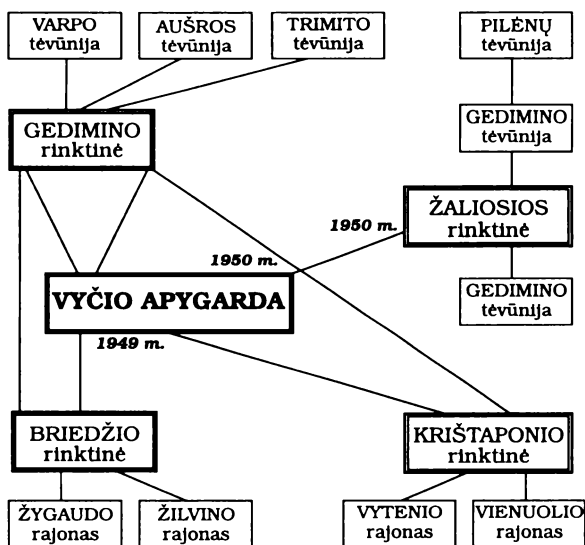 VARPO
tėvūnija
AUŠROS
tėvūnija
TRIMITO
tėvūnija
PILĖNŲ
tėvūnija
GEDIMINO
rinktinė
GEDIMINO
tėvūnija
ŽALIOSIOS
rinktinė
1950 m.
1950 m.
VYČIO APYGARDA
GEDIMINO
tėvūnija
1949 m.
BRIEDŽIO
rinktinė
KRIŠTAPONIO
rinktinė
ŽYGAUDO
rajonas
ŽILVINO
rajonas
VYTENIO
rajonas
VIENUOLIO
rajonas